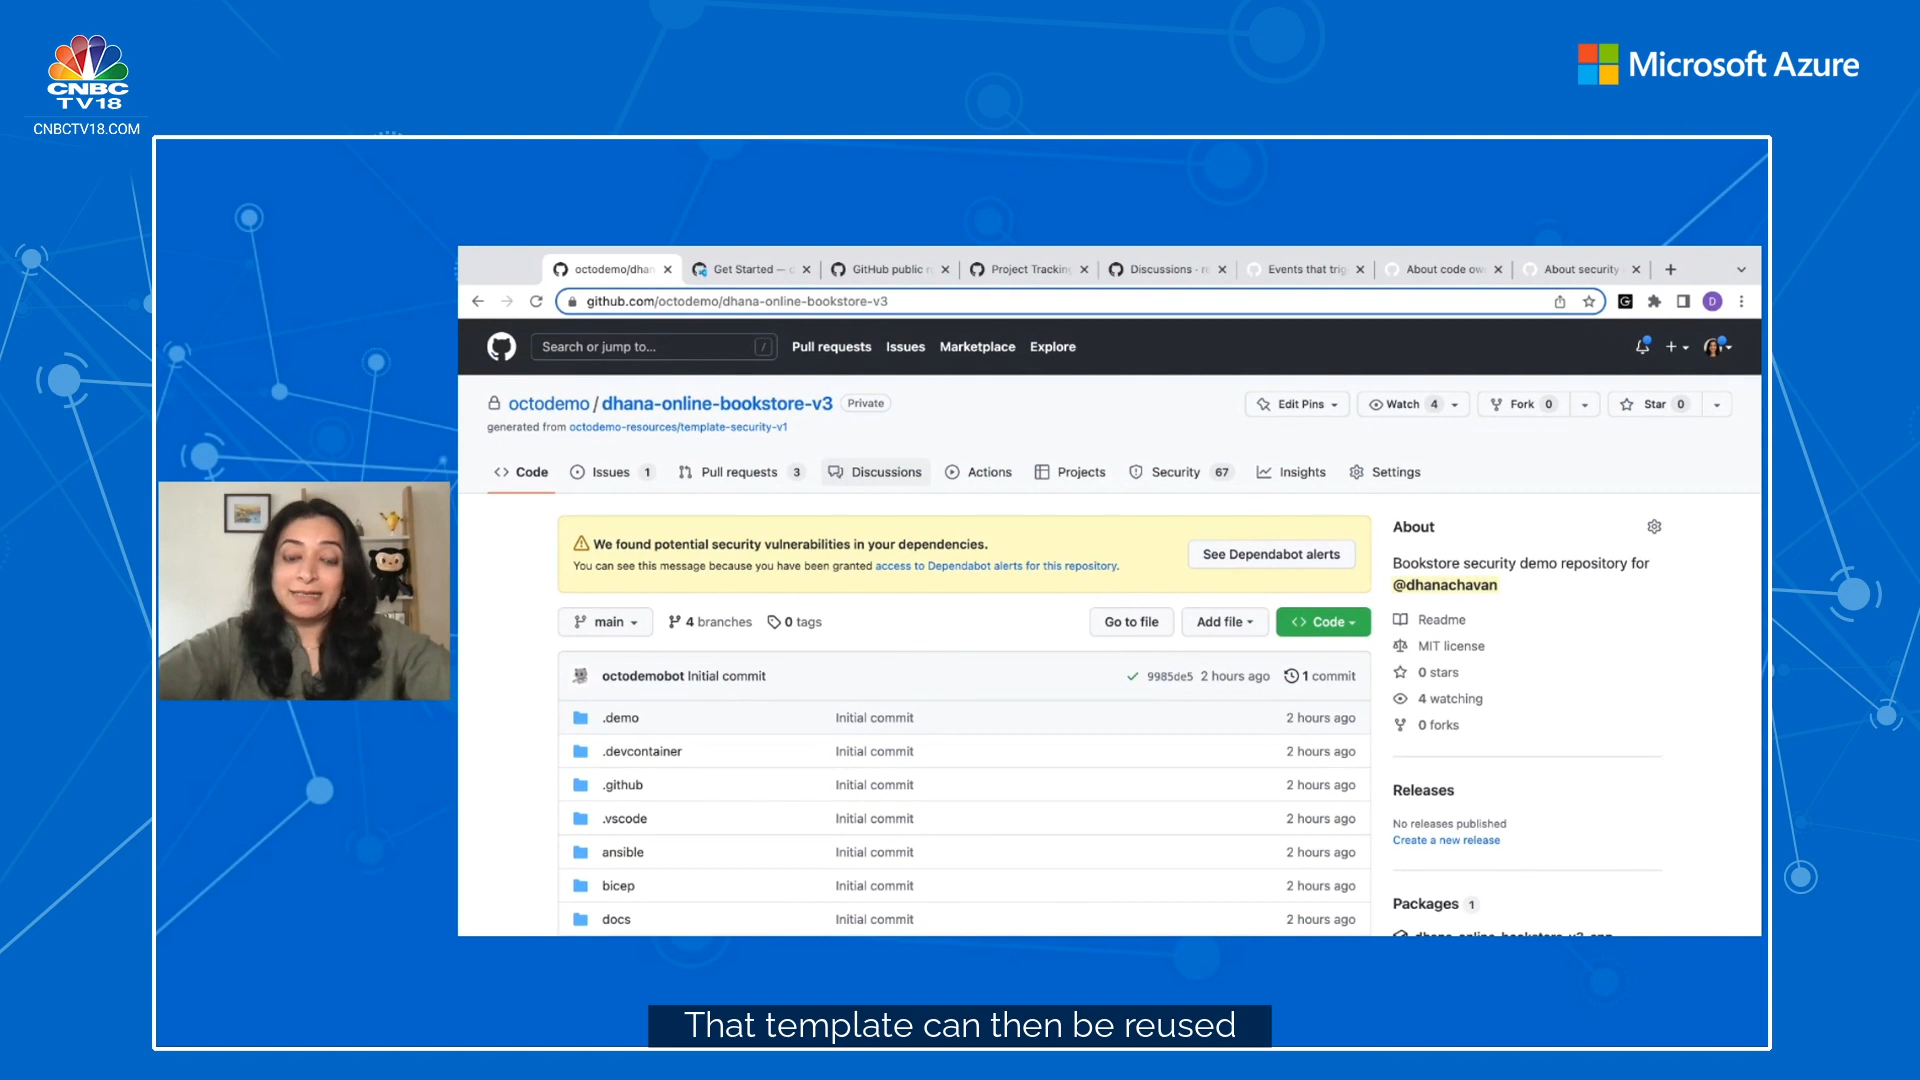 CNBC
TV18
CNBCTV18.COM
Microsoft Azure
octodemo/dhan
Get Started —
GitHub public
Project Tracking
Discussions -
Events that trig
About code ow
About security
github.com/octodemo/dhana-online-bookstore-v3
G
D
Search or jump to...
/
Pull requests
Issues
Marketplace
Explore
octodemo / dhana-online-bookstore-v3 Private
Edit Pins
Watch 4
Fork 0
Star 0
generated from octodemo-resources/template-security-v1
Code
Issues 1
Pull requests 3
Discussions
Actions
Projects
Security 67
Insights
Settings
We found potential security vulnerabilities in your dependencies.
You can see this message because you have been granted access to Dependabot alerts for this repository.
See Dependabot alerts
main
4 branches
0 tags
Go to file
Add file
Code
octodemobot Initial commit 9985de5 2 hours ago 1 commit
.demo Initial commit 2 hours ago
.devcontainer Initial commit 2 hours ago
.github Initial commit 2 hours ago
.vscode Initial commit 2 hours ago
ansible Initial commit 2 hours ago
bicep Initial commit 2 hours ago
docs Initial commit 2 hours ago
About
Bookstore security demo repository for
@dhanachavan
Readme
MIT license
0 stars
4 watching
0 forks
Releases
No releases published
Create a new release
Packages 1
That template can then be reused